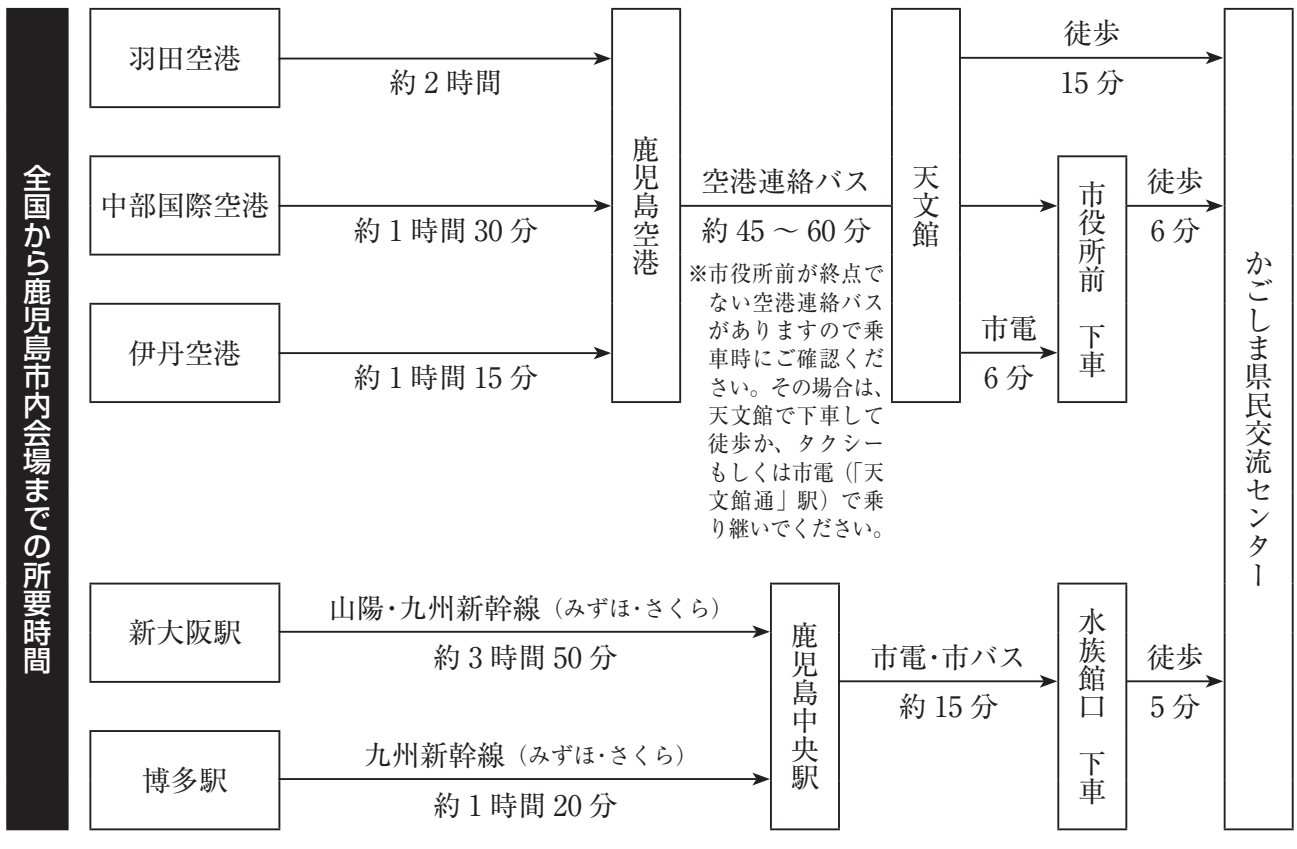 全国から鹿児島市内会場までの所要時間
羽田空港
約2時間
中部国際空港
約1時間30分
伊丹空港
約1時間15分
鹿児島空港
空港連絡バス
約45～60分
※市役所前が終点で
ない空港連絡バス
がありますので乗
車時にご確認くだ
さい。その場合は、
天文館で下車して
徒歩か、タクシー
もしくは市電（「天
文館通」駅）で乗
り継いでください。
天文館
徒歩
15分
市電
6分
市役所前 下車
徒歩
6分
かごしま県民交流センター
新大阪駅
山陽・九州新幹線（みずほ・さくら）
約3時間50分
博多駅
九州新幹線（みずほ・さくら）
約1時間20分
鹿児島中央駅
市電・市バス
約15分
水族館口 下車
徒歩
5分